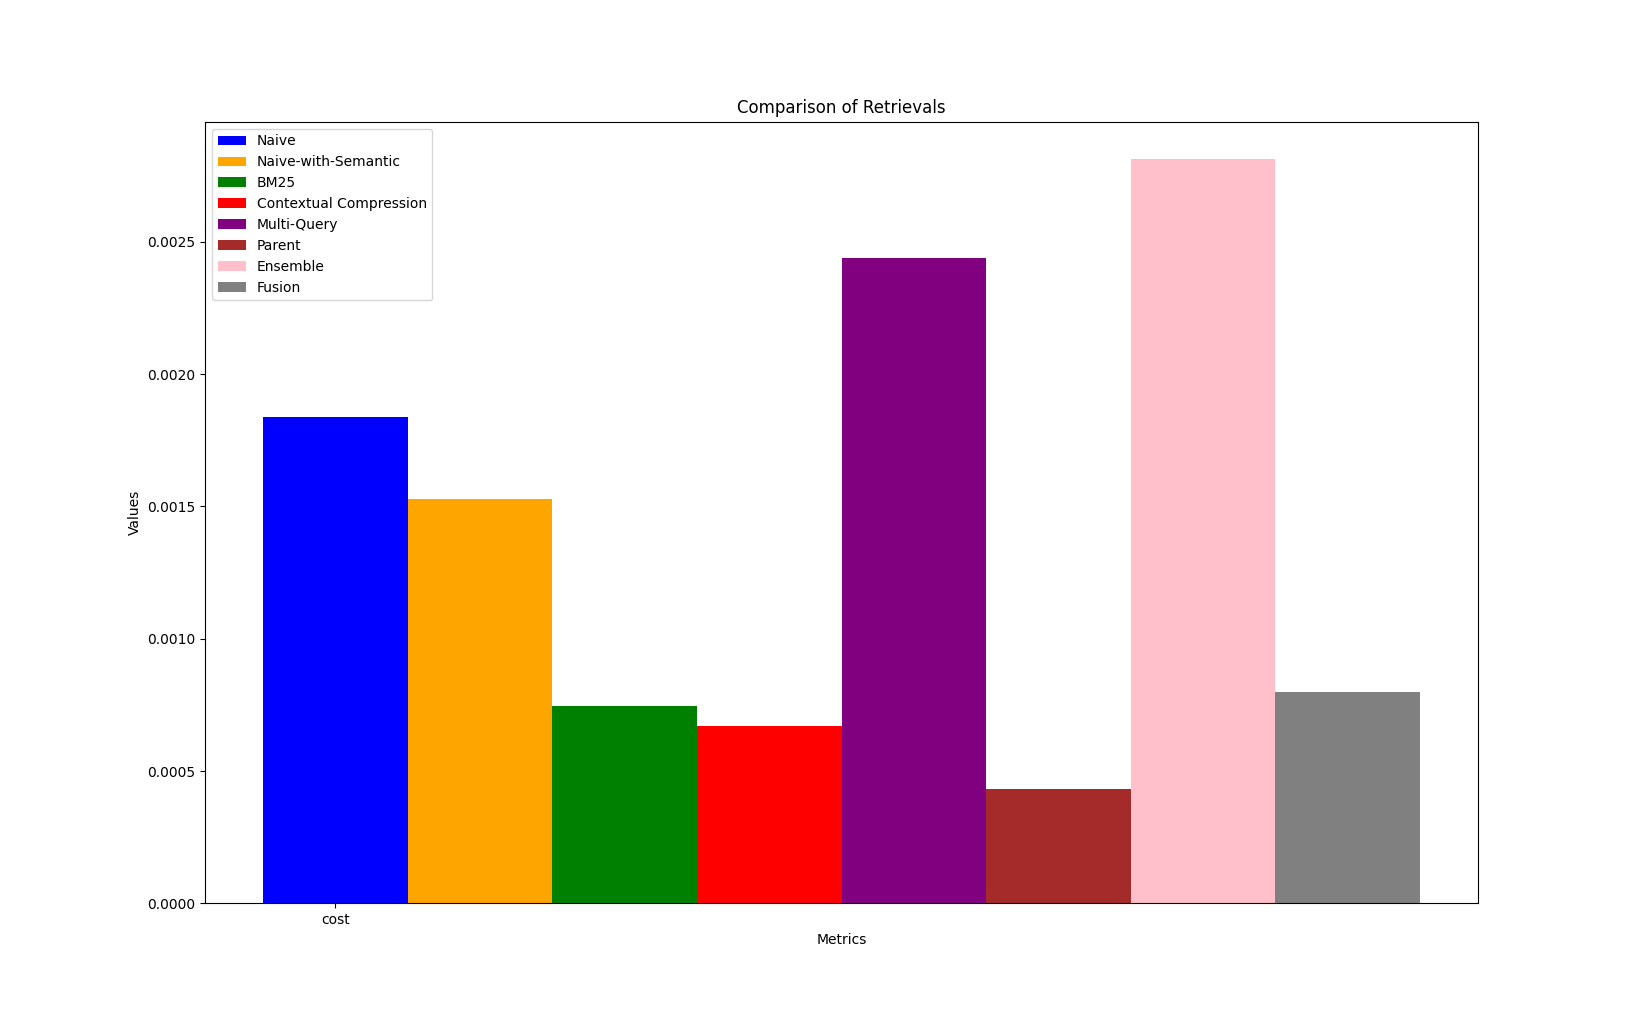 Comparison of Retrievals
Naive
Naive-with-Semantic
BM25
Contextual Compression
Multi-Query
Parent
Ensemble
Fusion
0.0025
0.0020
0.0015
0.0010
0.0005
0.0000
Values
cost
Metrics